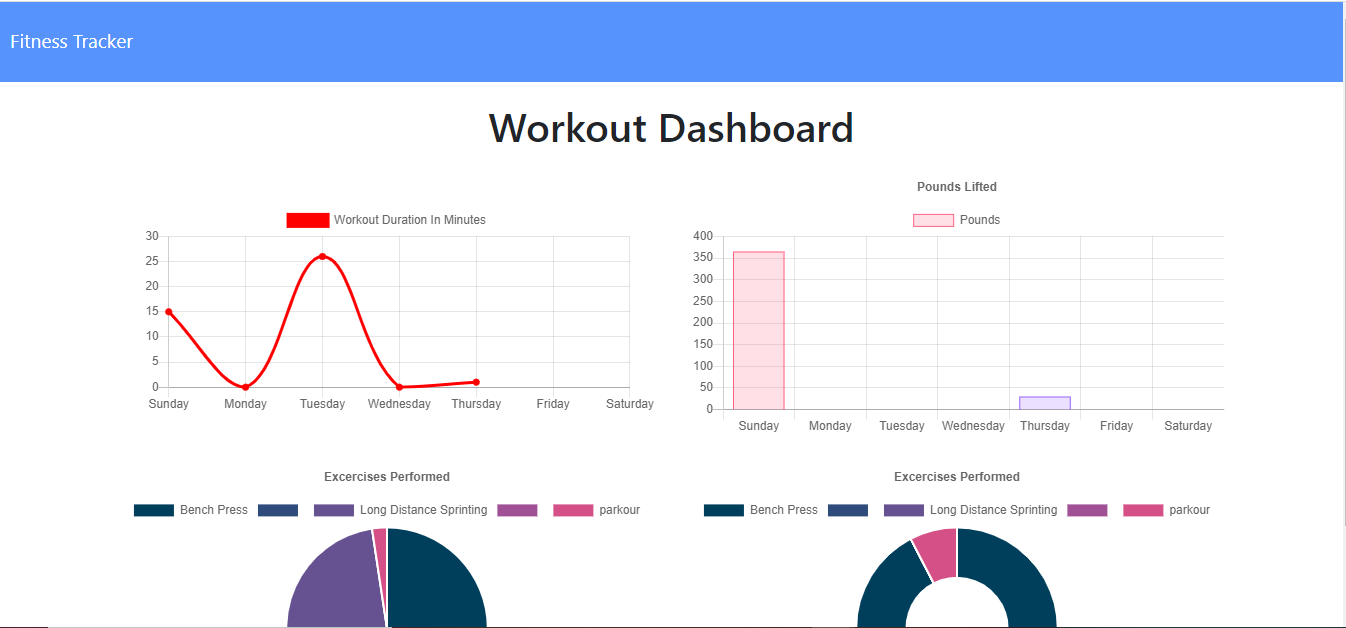 Fitness Tracker
Workout Dashboard
Workout Duration In Minutes
30
25
20
15
10
5
0
Sunday Monday Tuesday Wednesday Thursday Friday Saturday
Pounds Lifted
Pounds
400
350
300
250
200
150
100
50
0
Sunday Monday Tuesday Wednesday Thursday Friday Saturday
Excercises Performed
Bench Press Long Distance Sprinting parkour
Excercises Performed
Bench Press Long Distance Sprinting parkour